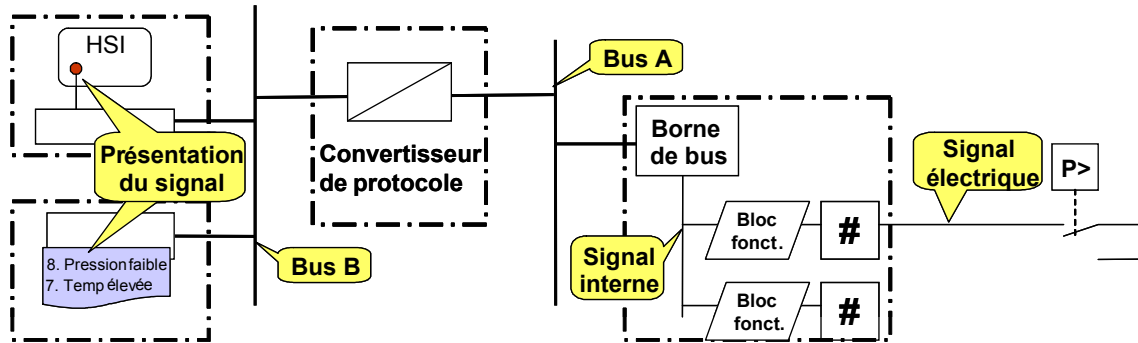 HSI
Présentation
du signal
8. Pression faible
7. Temp élevée
Bus B
Convertisseur
de protocole
Bus A
Borne
de bus
Signal
interne
Bloc
fonct.
#
Bloc
fonct.
#
Signal
électrique
P>